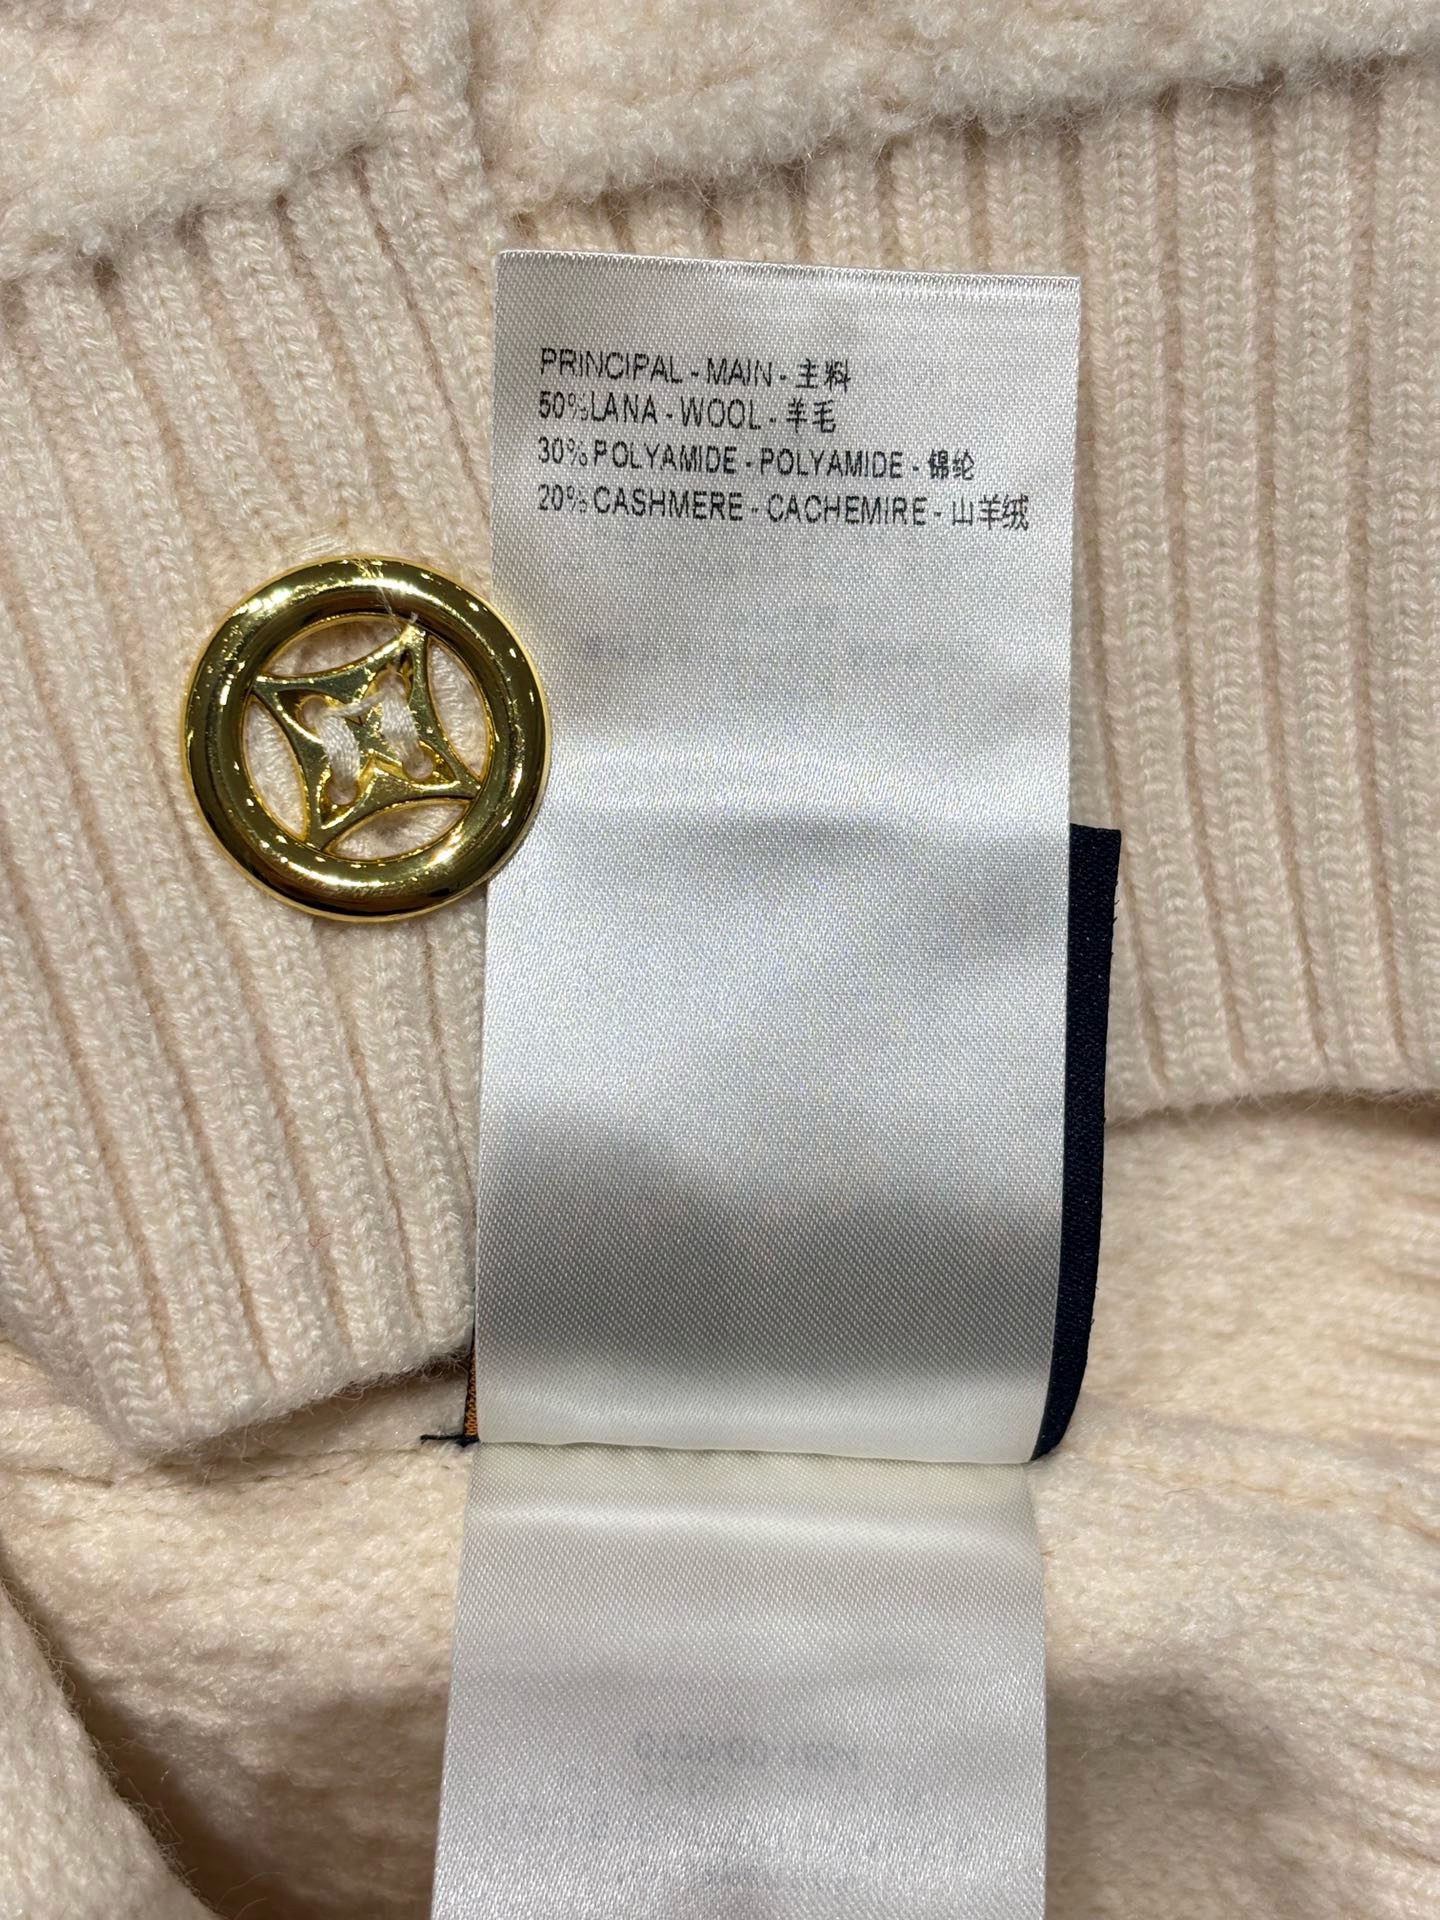 PRINCIPAL - MAIN - 主料
50%LANA - WOOL - 羊毛
30%POLYAMIDE - POLYAMIDE - 锦纶
20%CASHMERE - CACHEMIRE - 山羊绒